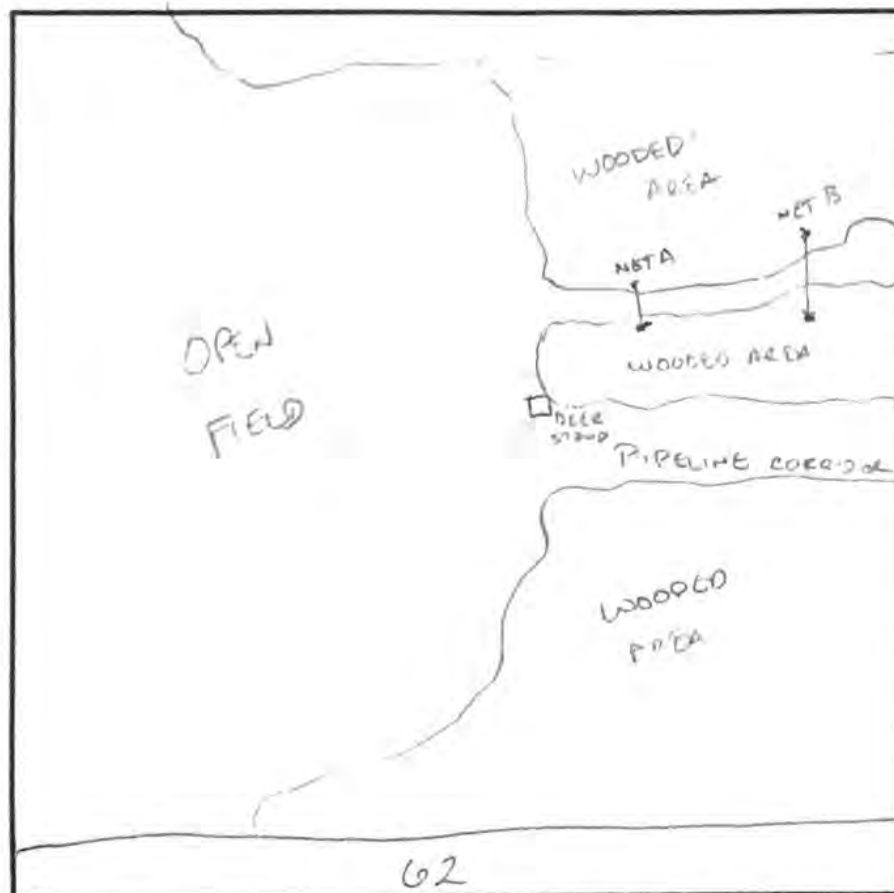 WOODED
AREA
NET B
NET A
OPEN
FIELD
WOODED AREA
DEER
STAND
PIPELINE CORRIDOR
WOODED
AREA
62